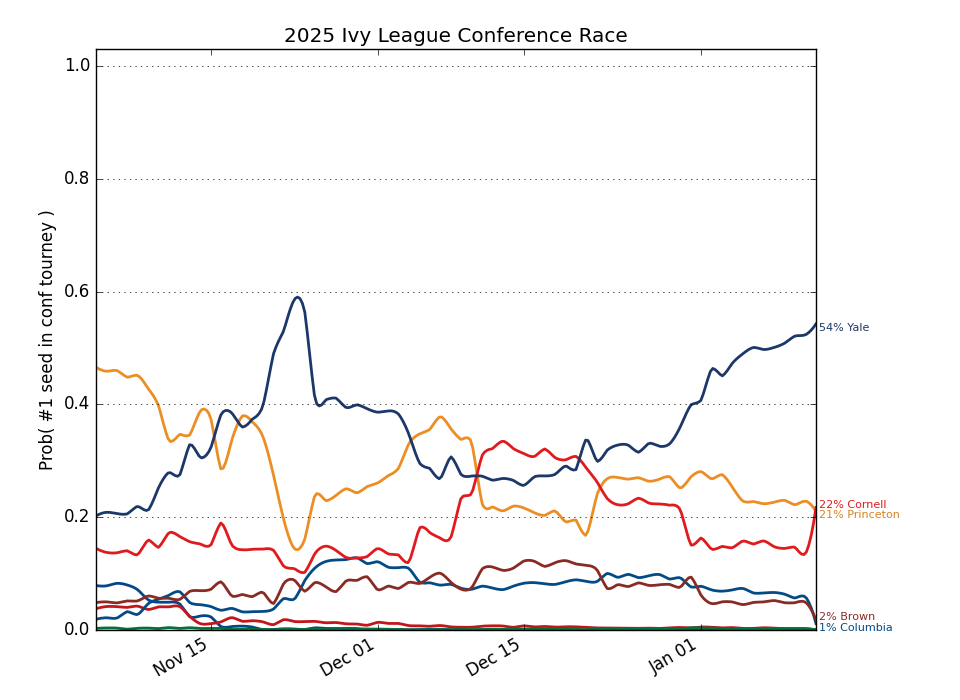 2025 Ivy League Conference Race
Prob( #1 seed in conf tourney )
1.0
0.8
0.6
0.4
0.2
0.0
Nov 15
Dec 01
Dec 15
Jan 01
54% Yale
22% Cornell
21% Princeton
2% Brown
1% Columbia